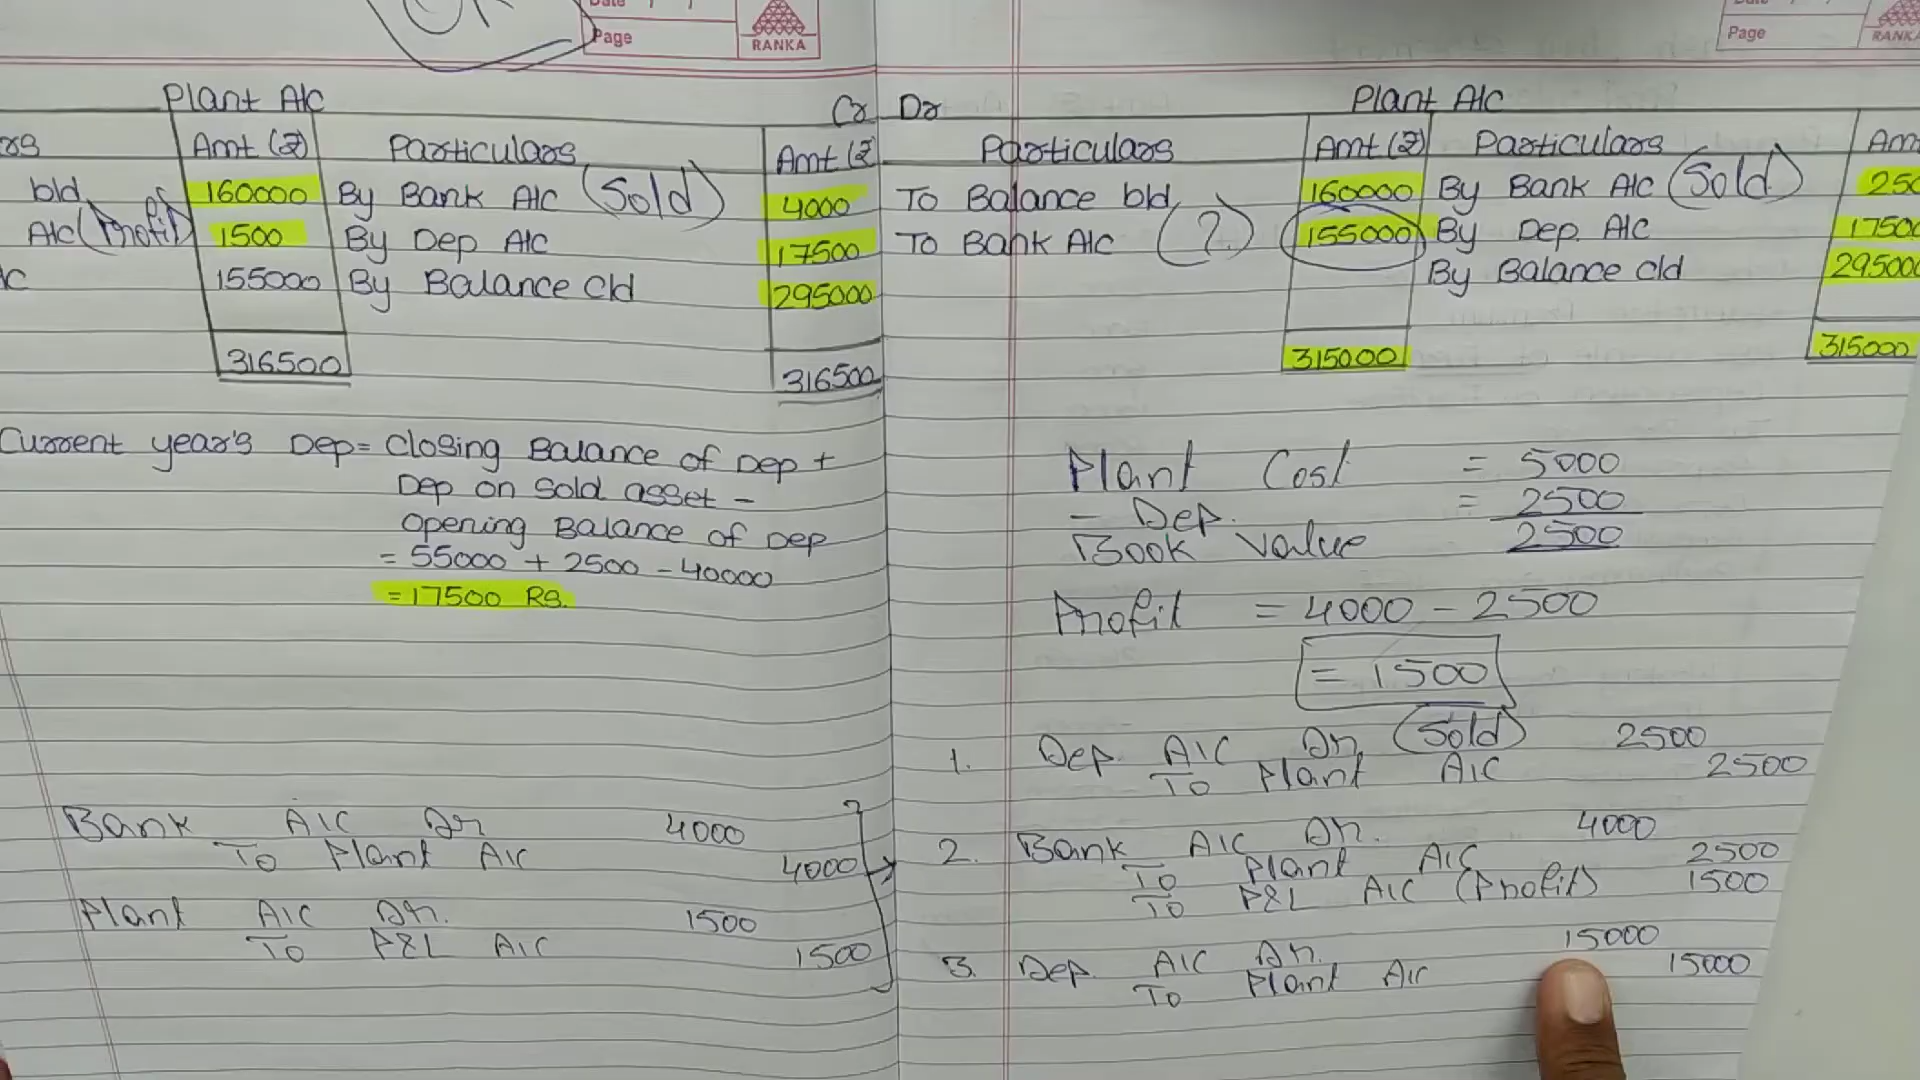 Page
RANKA
Plant A/c
Cr
Amt (₹)
Particulars
Amt (₹
b/d
160000
By Bank A/c (Sold)
4000
A/c (Profit)
1500
By Dep A/c
17500
155000
By Balance c/d
295000
316500
316500
Current year's Dep = Closing Balance of Dep +
Dep on sold asset -
Opening Balance of Dep
= 55000 + 2500 - 40000
= 17500 Rs.
Bank A/c Dr 4000
To Plant A/c 4000
Plant A/c Dr. 1500
To P&L A/c 1500
Page
RANKA
Dr
Plant A/c
Particulars
Amt (₹)
Particulars
Am
To Balance b/d
160000
By Bank A/c (Sold)
250
To Bank A/c (?)
155000
By Dep. A/c
1750
By Balance c/d
295000
315000
315000
Plant Cost = 5000
- Dep. = 2500
Book Value 2500
Profit = 4000 - 2500
= 1500
1. Dep. A/c Dr. (Sold) 2500
To Plant A/c 2500
2. Bank A/c Dr. 4000
To Plant A/c 2500
To P&L A/c (Profit) 1500
3. Dep. A/c Dr. 15000
To Plant A/c 15000